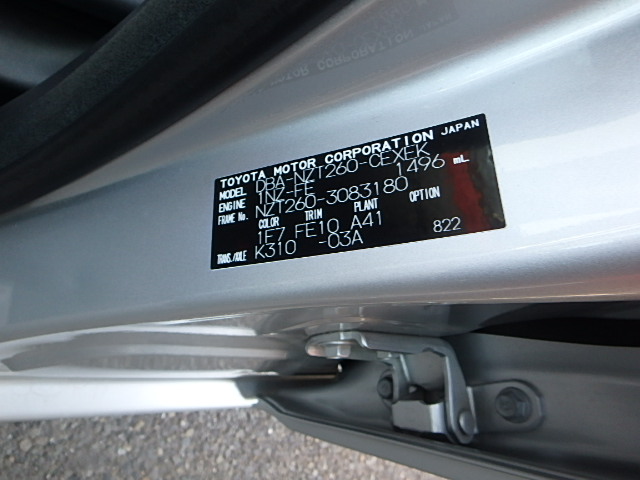 TOYOTA MOTOR CORPORATION JAPAN
MODEL DBA-NZT260-CEXEK
ENGINE 1NZ-FE 1496 mL
FRAME No. NZT260-3083180
COLOR TRIM PLANT OPTION
1E7 FE10 A41
TRANS./AXLE K310 -03A 822